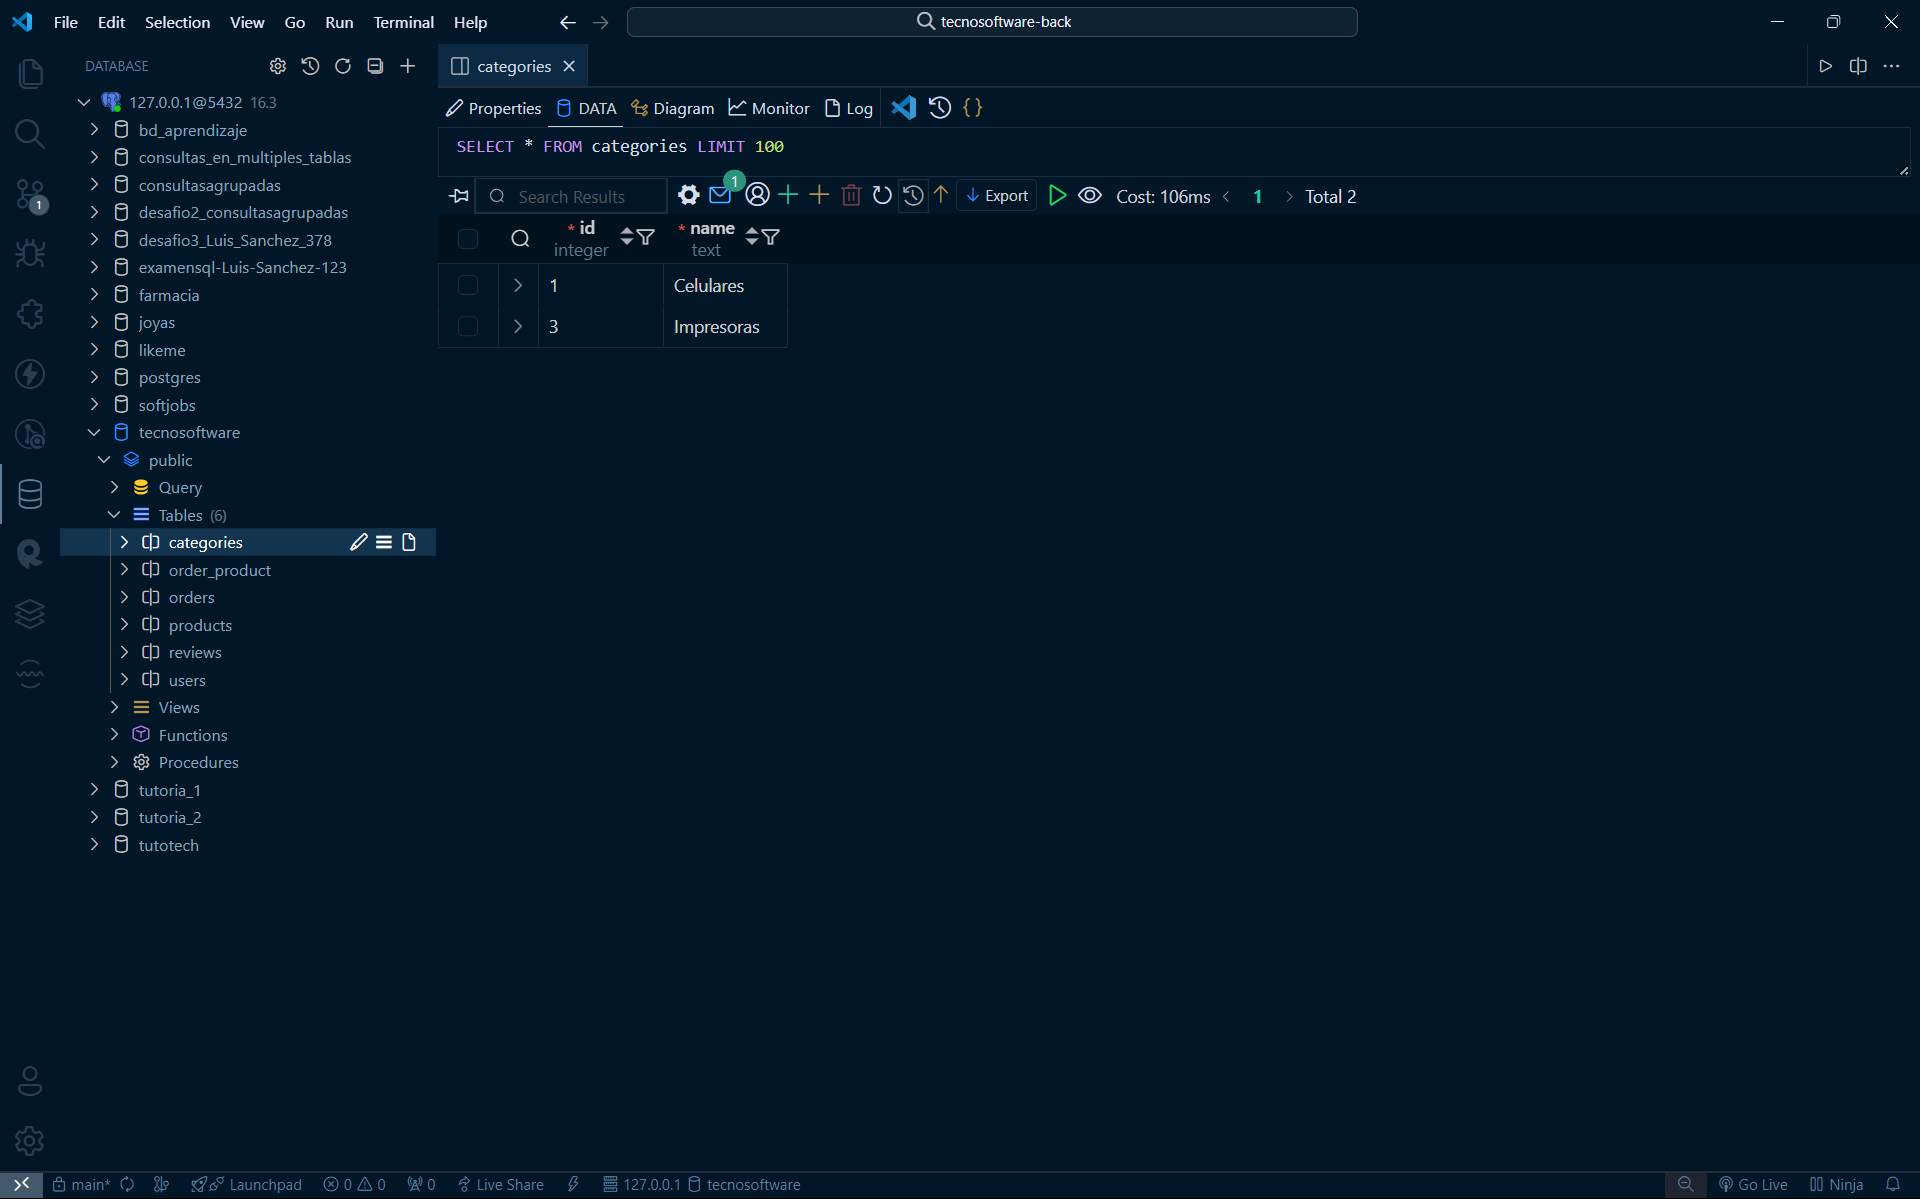 File Edit Selection View Go Run Terminal Help
tecnosoftware-back
DATABASE
127.0.0.1@5432 16.3
bd_aprendizaje
consultas_en_multiples_tablas
consultasagrupadas
desafio2_consultasagrupadas
desafio3_Luis_Sanchez_378
examensql-Luis-Sanchez-123
farmacia
joyas
likeme
postgres
softjobs
tecnosoftware
public
Query
Tables (6)
categories
order_product
orders
products
reviews
users
Views
Functions
Procedures
tutoria_1
tutoria_2
tutotech
1
categories
Properties DATA Diagram Monitor Log
SELECT * FROM categories LIMIT 100
Search Results 1 Export Cost: 106ms 1 Total 2
* id * name
integer text
1 Celulares
3 Impresoras
main* Launchpad 0 0 0 Live Share 127.0.0.1 tecnosoftware Go Live Ninja